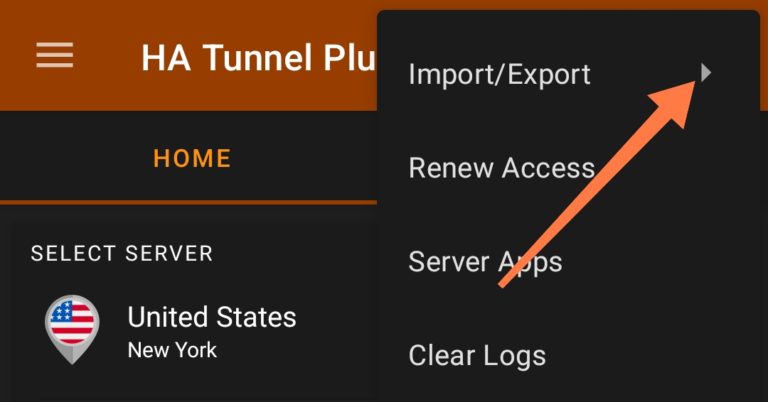 HA Tunnel Plu
Import/Export
Renew Access
HOME
Server Apps
SELECT SERVER
United States
New York
Clear Logs